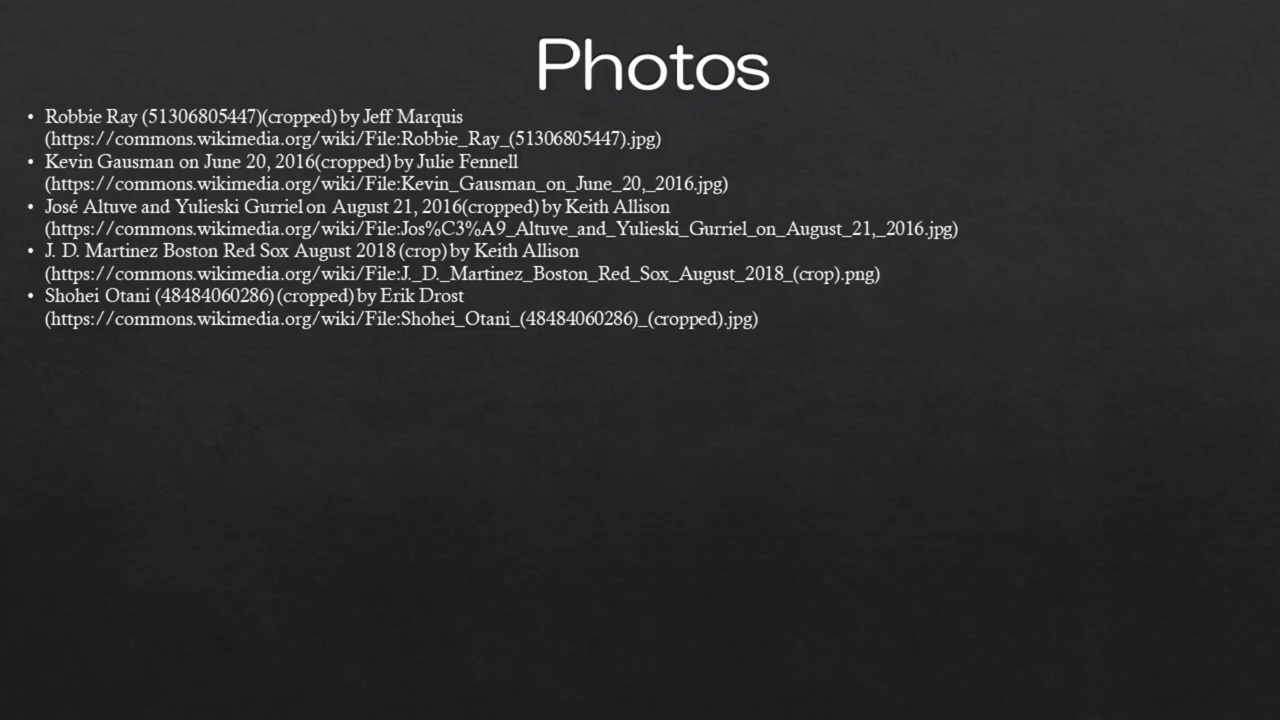 Photos
• Robbie Ray (51306805447)(cropped) by Jeff Marquis
(https://commons.wikimedia.org/wiki/File:Robbie_Ray_(51306805447).jpg)
• Kevin Gausman on June 20, 2016(cropped) by Julie Fennell
(https://commons.wikimedia.org/wiki/File:Kevin_Gausman_on_June_20,_2016.jpg)
• José Altuve and Yulieski Gurriel on August 21, 2016(cropped) by Keith Allison
(https://commons.wikimedia.org/wiki/File:Jos%C3%A9_Altuve_and_Yulieski_Gurriel_on_August_21,_2016.jpg)
• J. D. Martinez Boston Red Sox August 2018 (crop) by Keith Allison
(https://commons.wikimedia.org/wiki/File:J._D._Martinez_Boston_Red_Sox_August_2018_(crop).png)
• Shohei Otani (48484060286) (cropped) by Erik Drost
(https://commons.wikimedia.org/wiki/File:Shohei_Otani_(48484060286)_(cropped).jpg)